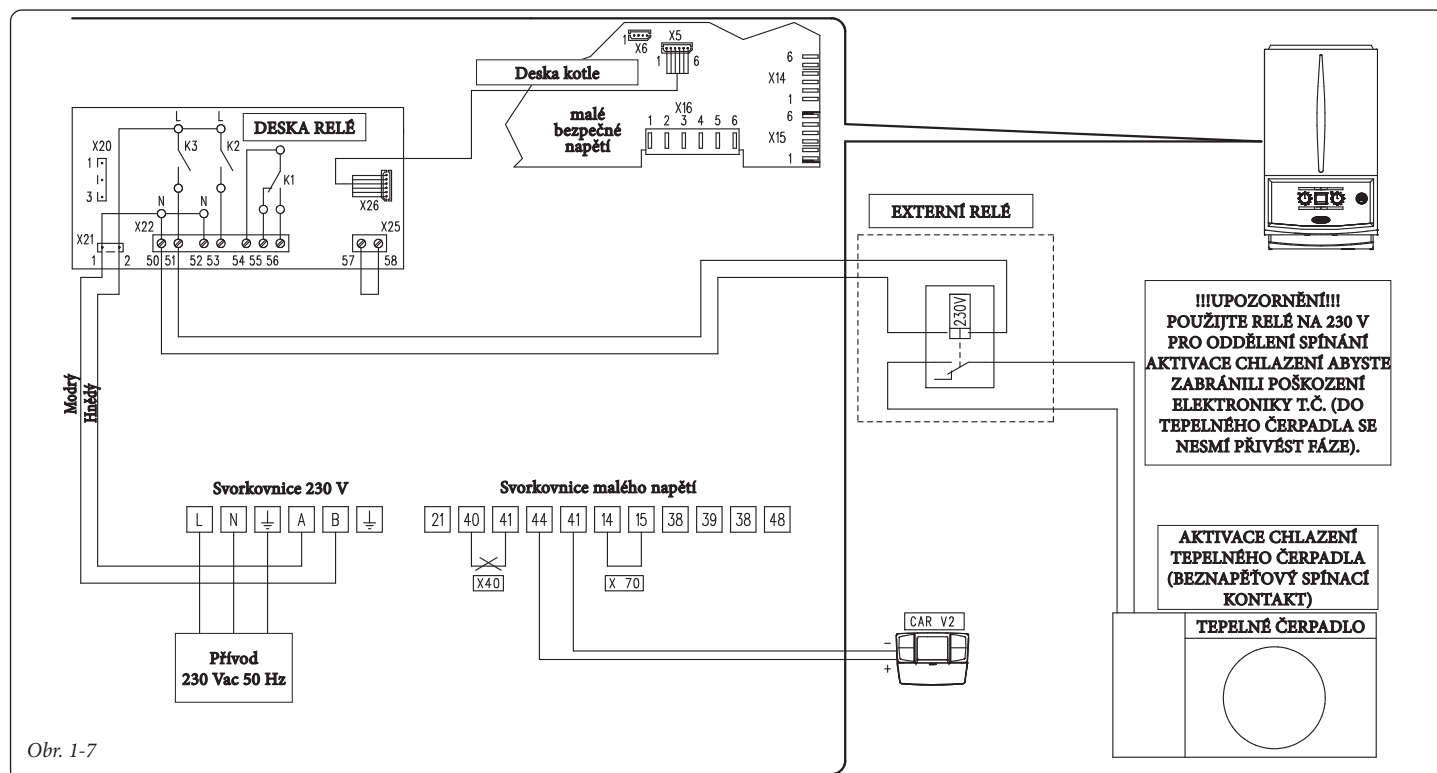 1
X6
X5
1
6
Deska kotle
malé
bezpečné
napětí
X16
1 2 3 4 5 6
6
X14
1
6
X15
1
DESKA RELÉ
L
L
K3
K2
K1
X20
1
3
N
N
X26
X21
X22
X25
1
2
50 51 52 53 54 55 56
57
58
Modrý
Hnědý
EXTERNÍ RELÉ
230V
!!!UPOZORNĚNÍ!!!
POUŽIJTE RELÉ NA 230 V
PRO ODDĚLENÍ SPÍNÁNÍ
AKTIVACE CHLAZENÍ ABYSTE
ZABRÁNILI POŠKOZENÍ
ELEKTRONIKY T.Č. (DO
TEPELNÉHO ČERPADLA SE
NESMÍ PŘIVÉST FÁZE).
Svorkovnice 230 V
L N A B
Svorkovnice malého napětí
21 40 41 44 41 14 15 38 39 38 48
X40
X 70
Přívod
230 Vac 50 Hz
CAR V2
−
+
AKTIVACE CHLAZENÍ
TEPELNÉHO ČERPADLA
(BEZNAPĚŤOVÝ SPÍNACÍ
KONTAKT)
TEPELNÉ ČERPADLO
Obr. 1-7